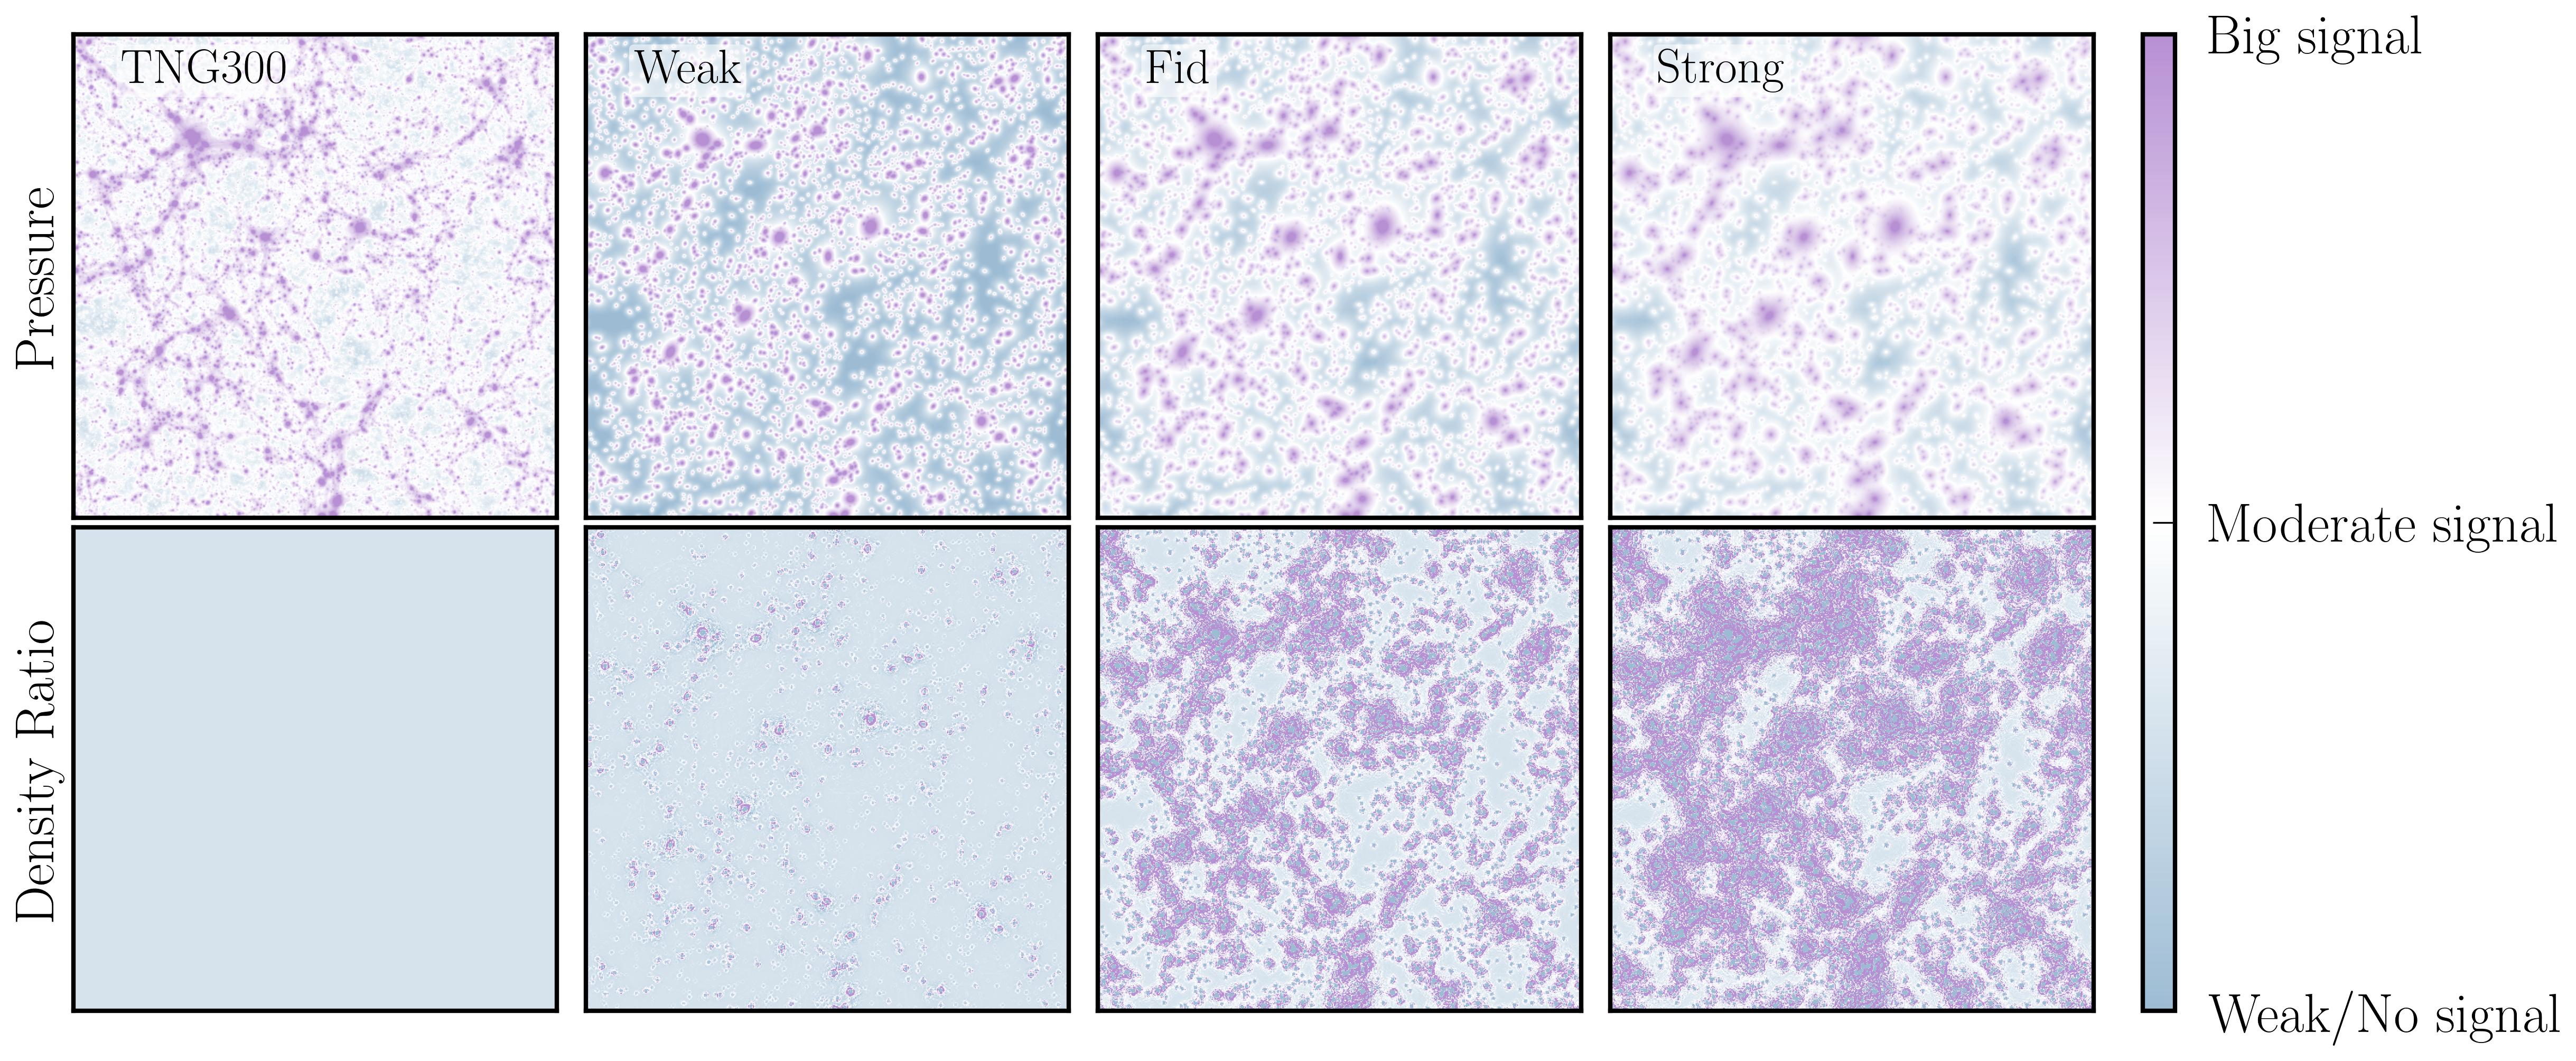 TNG300
Weak
Fid
Strong
Big signal
Pressure
Moderate signal
Density Ratio
Weak/No signal